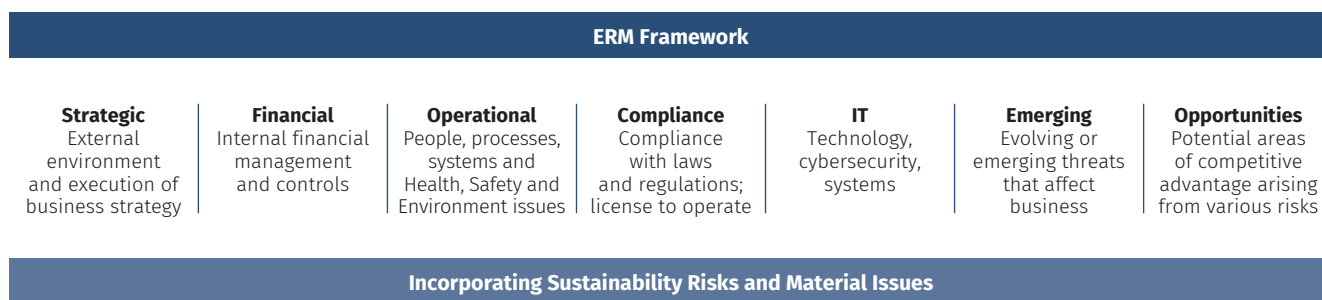 ERM Framework
Strategic
External
environment
and execution of
business strategy
Financial
Internal financial
management
and controls
Operational
People, processes,
systems and
Health, Safety and
Environment issues
Compliance
Compliance
with laws
and regulations;
license to operate
IT
Technology,
cybersecurity,
systems
Emerging
Evolving or
emerging threats
that affect
business
Opportunities
Potential areas
of competitive
advantage arising
from various risks
Incorporating Sustainability Risks and Material Issues